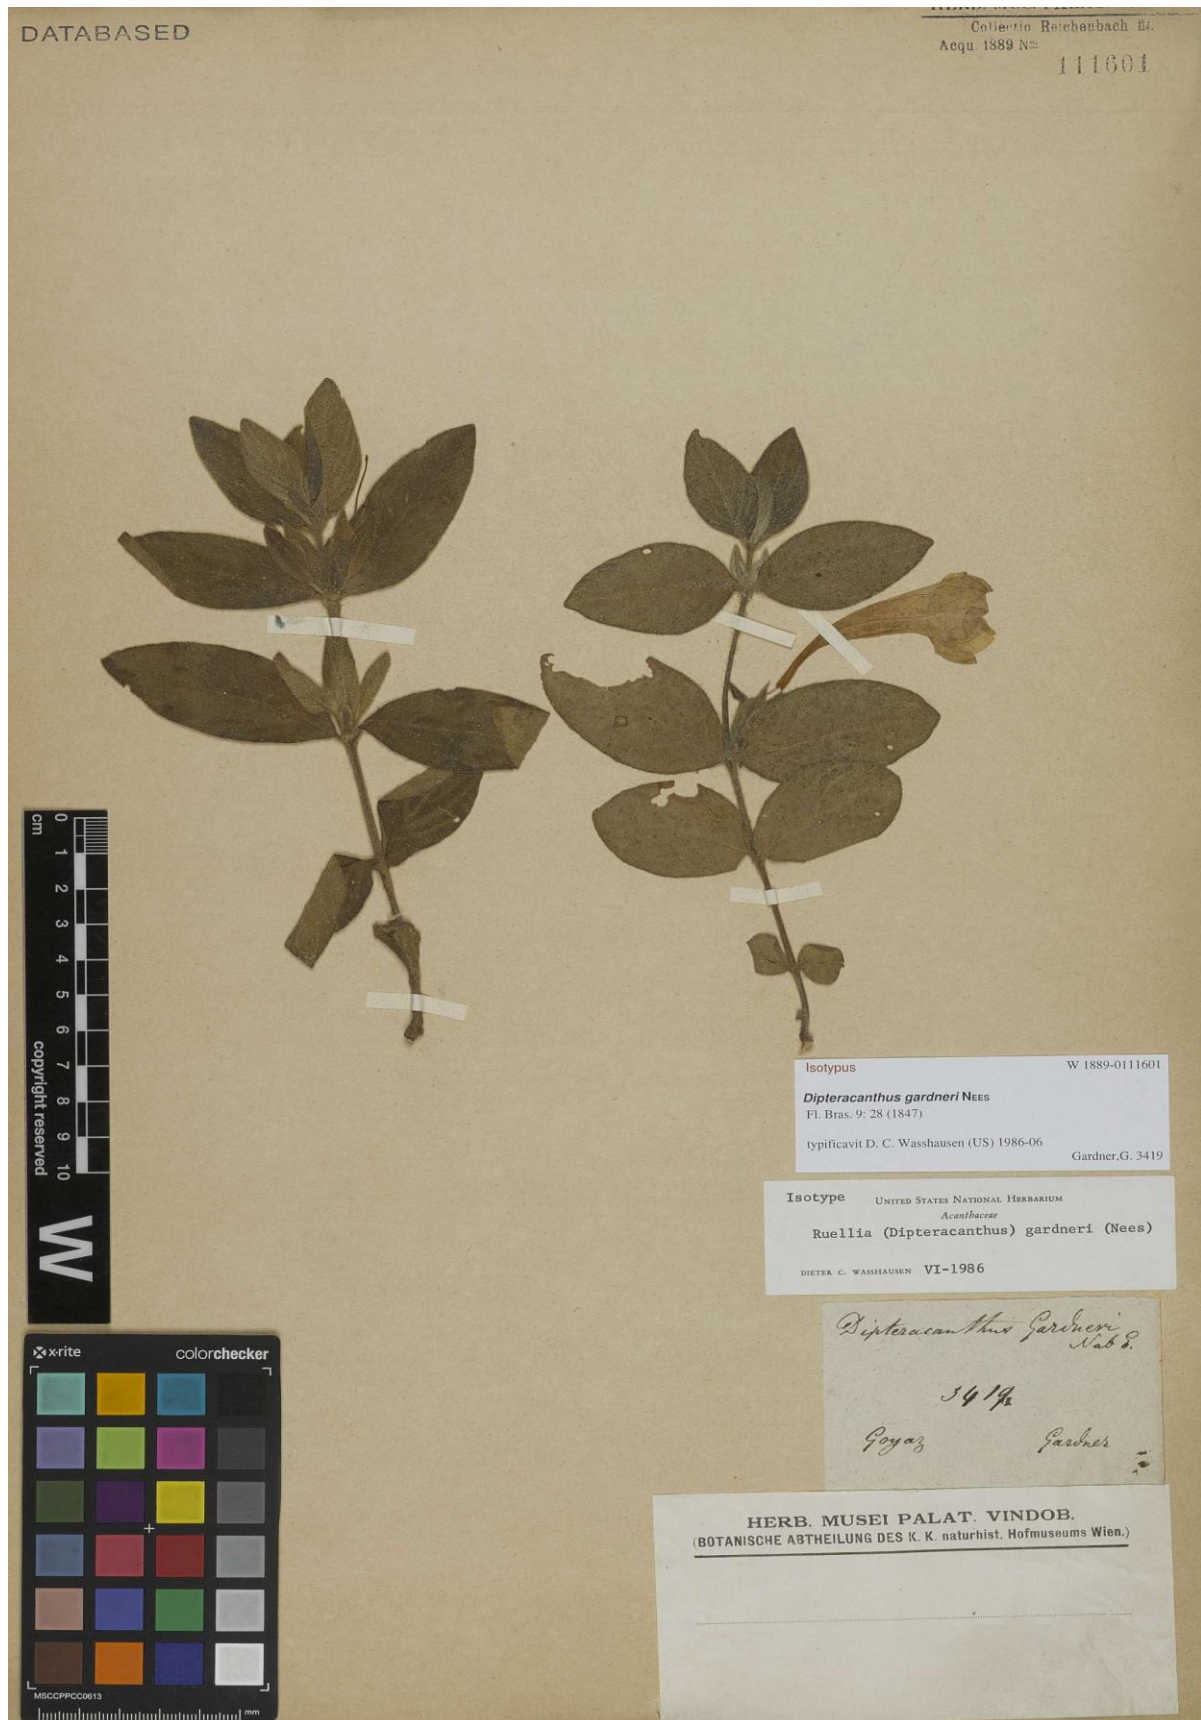 DATABASED
Collectio Reichenbach fil.
Acqu. 1889 No.
111601
0 cm
1
2
3
4
5
6
7
8
9
10
copyright reserved
W
Isotypus W 1889-0111601
Dipteracanthus gardneri NEES
Fl. Bras. 9: 28 (1847)
typificavit D. C. Wasshausen (US) 1986-06
Gardner,G. 3419
Isotype UNITED STATES NATIONAL HERBARIUM
Acanthaceae
Ruellia (Dipteracanthus) gardneri (Nees)
DIETER C. WASSHAUSEN VI-1986
Dipteracanthus Gardneri
3419
Goyaz Gardner
HERB. MUSEI PALAT. VINDOB.
(BOTANISCHE ABTHEILUNG DES K. K. naturhist. Hofmuseums Wien.)
x-rite colorchecker
MSCCPPCC0613
mm